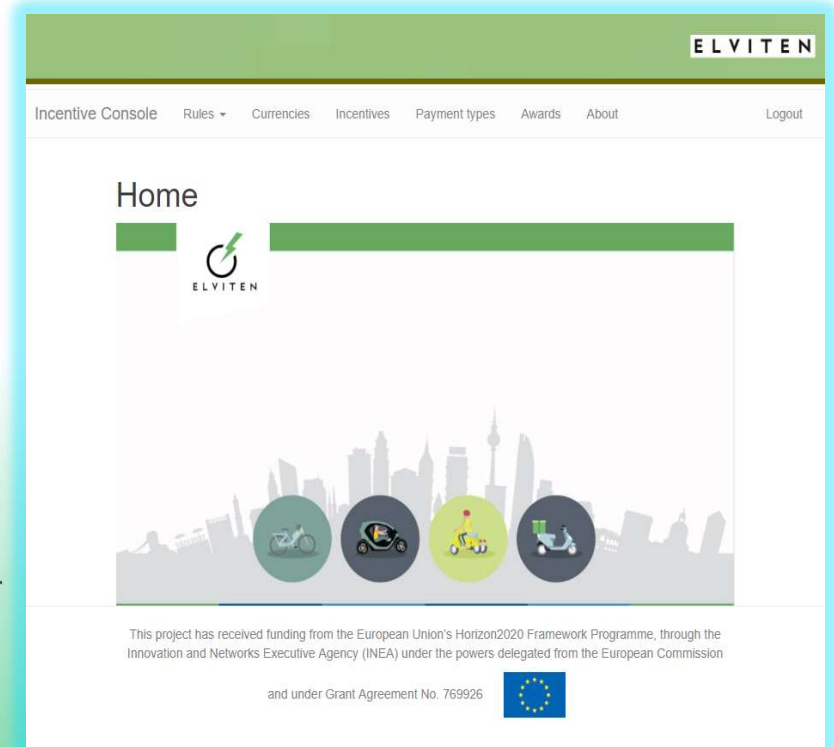 ELVITEN
Incentive Console Rules Currencies Incentives Payment types Awards About Logout
Home
ELVITEN
This project has received funding from the European Union's Horizon2020 Framework Programme, through the
Innovation and Networks Executive Agency (INEA) under the powers delegated from the European Commission
and under Grant Agreement No. 769926